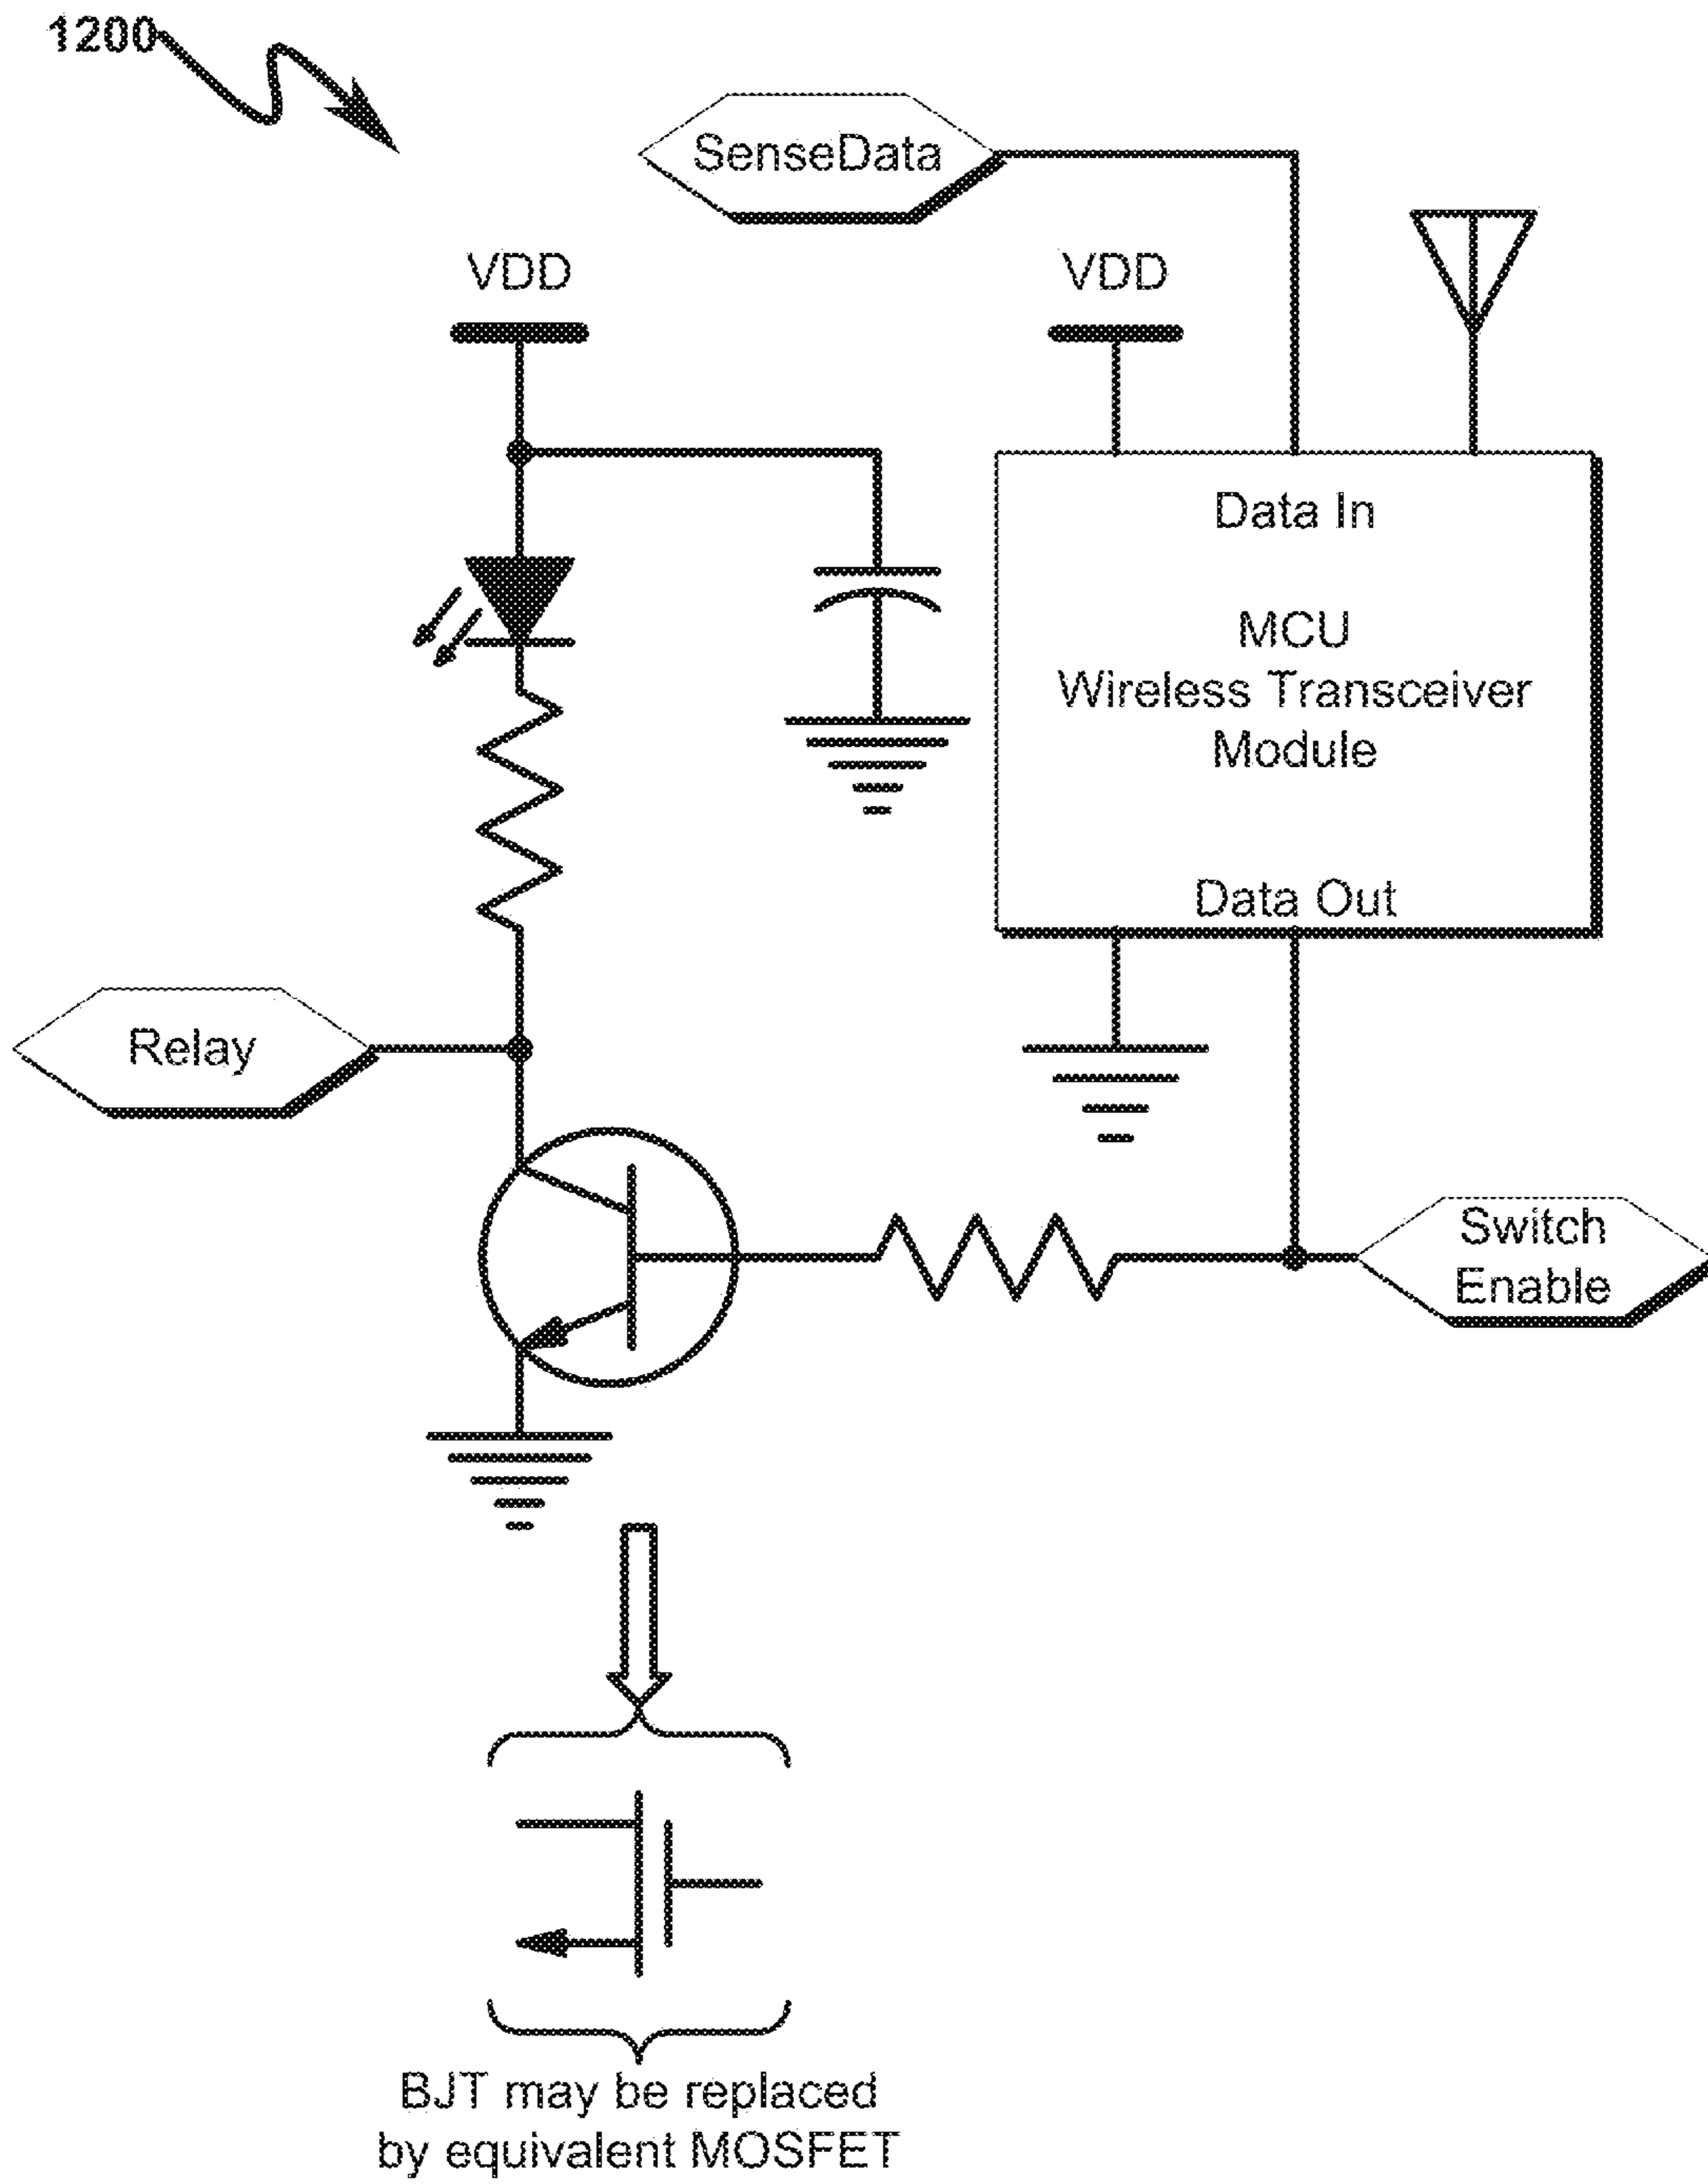 1200
SenseData
VDD
VDD
Data In
MCU
Wireless Transceiver
Module
Data Out
Relay
Switch
Enable
BJT may be replaced
by equivalent MOSFET